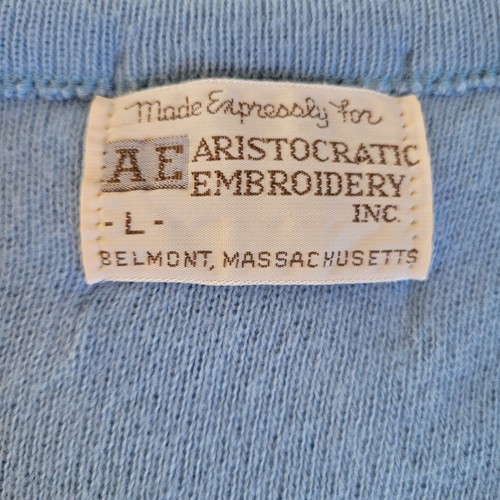 Made Expressly For
AE ARISTOCRATIC
EMBROIDERY
INC.
- L -
BELMONT, MASSACHUSETTS